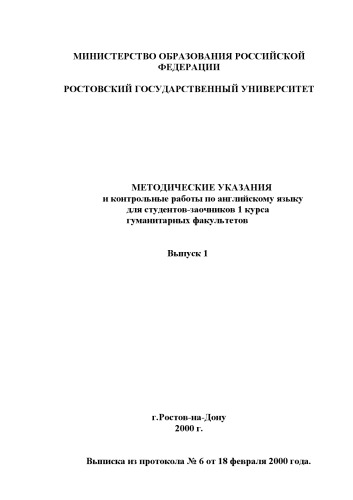 МИНИСТЕРСТВО ОБРАЗОВАНИЯ РОССИЙСКОЙ
ФЕДЕРАЦИИ
РОСТОВСКИЙ ГОСУДАРСТВЕННЫЙ УНИВЕРСИТЕТ
МЕТОДИЧЕСКИЕ УКАЗАНИЯ
и контрольные работы по английскому языку
для студентов-заочников 1 курса
гуманитарных факультетов
Выпуск 1
г.Ростов-на-Дону
2000 г.
Выписка из протокола № 6 от 18 февраля 2000 года.